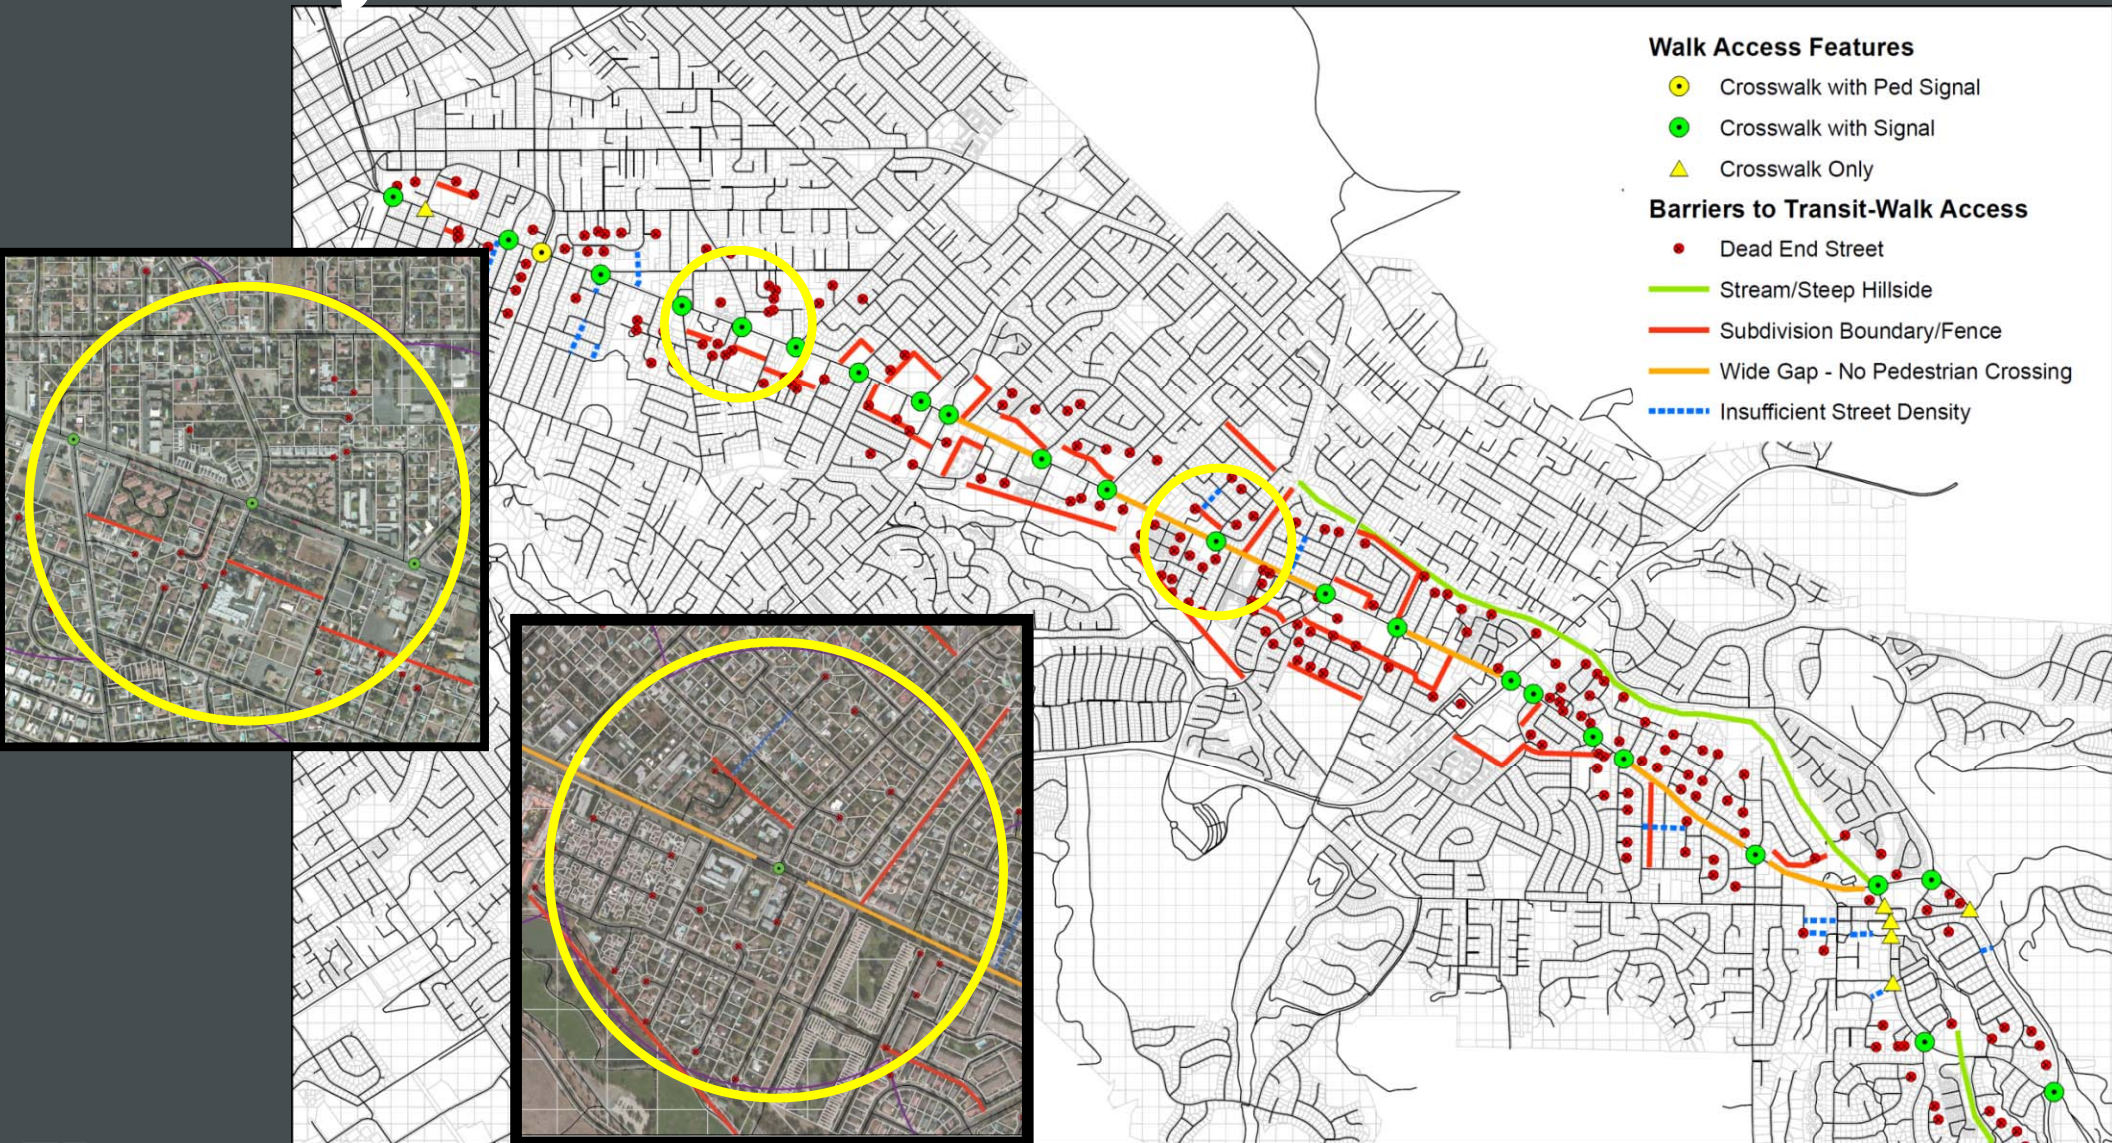 Walk Access Features
Crosswalk with Ped Signal
Crosswalk with Signal
Crosswalk Only
Barriers to Transit-Walk Access
Dead End Street
Stream/Steep Hillside
Subdivision Boundary/Fence
Wide Gap - No Pedestrian Crossing
Insufficient Street Density